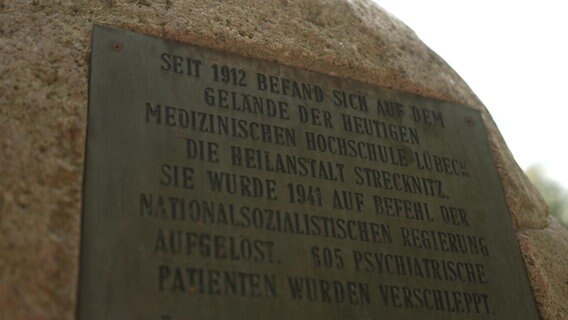 SEIT 1912 BEFAND SICH AUF DEM
GELÄNDE DER HEUTIGEN
MEDIZINISCHEN HOCHSCHULE LÜBECK
DIE HEILANSTALT STRECKNITZ.
SIE WURDE 1941 AUF BEFEHL DER
NATIONALSOZIALISTISCHEN REGIERUNG
AUFGELÖST. 605 PSYCHIATRISCHE
PATIENTEN WURDEN VERSCHLEPPT.